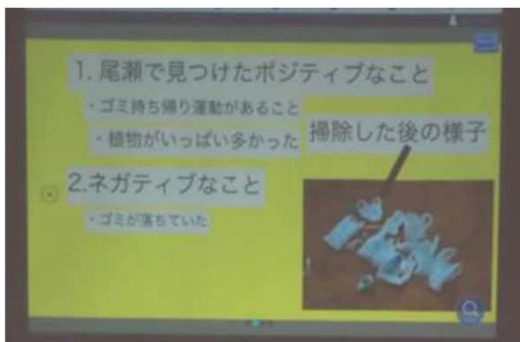 1. 尾瀬で見つけたポジティブなこと
・ゴミ持ち帰り運動があること
・植物がいっぱい多かった
掃除した後の様子
2.ネガティブなこと
・ゴミが落ちていた